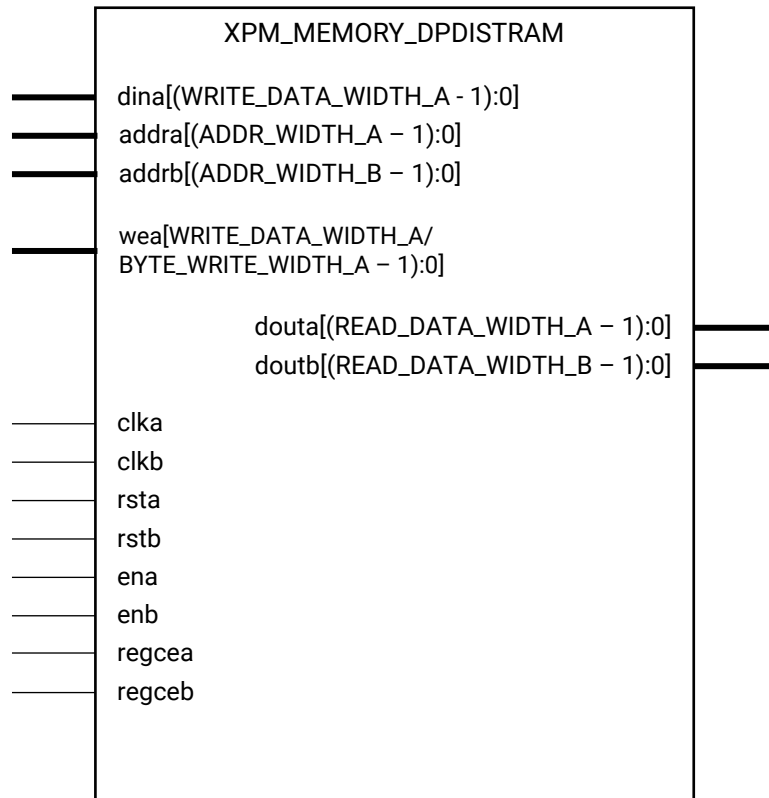 XPM_MEMORY_DPDISTRAM
dina[(WRITE_DATA_WIDTH_A - 1):0]
addra[(ADDR_WIDTH_A – 1):0]
addrb[(ADDR_WIDTH_B – 1):0]
wea[WRITE_DATA_WIDTH_A/
BYTE_WRITE_WIDTH_A – 1):0]
douta[(READ_DATA_WIDTH_A – 1):0]
doutb[(READ_DATA_WIDTH_B – 1):0]
clka
clkb
rsta
rstb
ena
enb
regcea
regceb